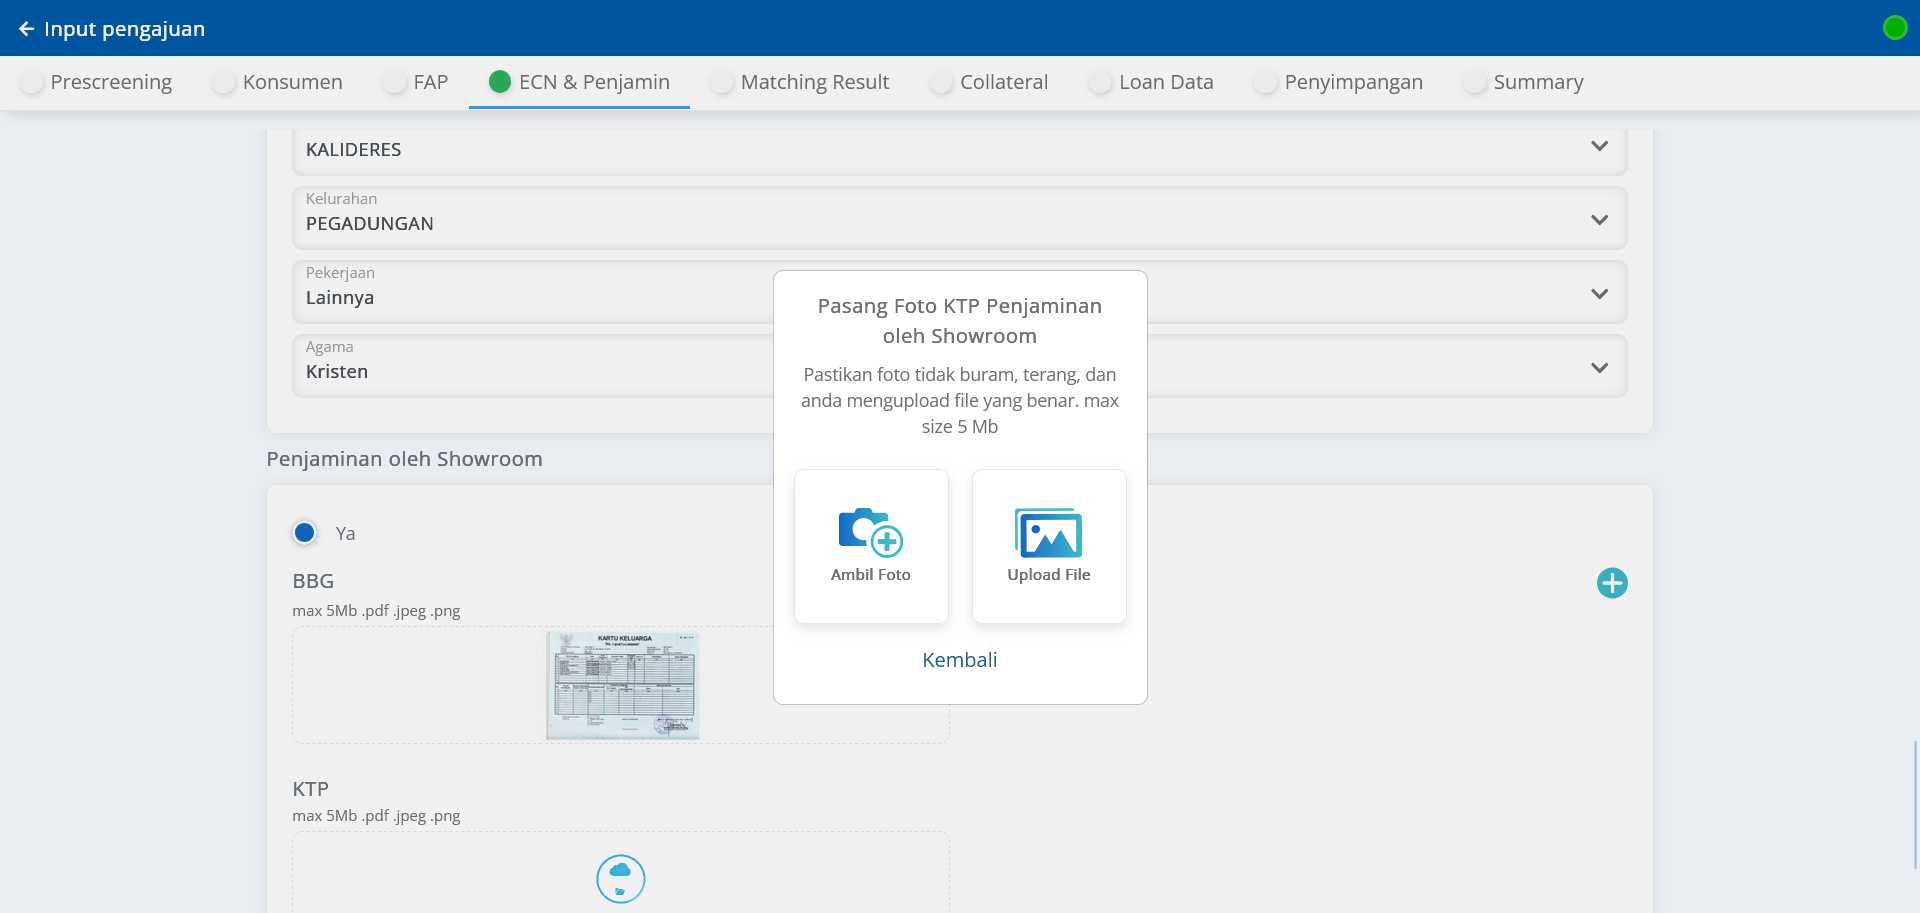 Input pengajuan
Prescreening
Konsumen
FAP
ECN & Penjamin
Matching Result
Collateral
Loan Data
Penyimpangan
Summary
KALIDERES
Kelurahan
PEGADUNGAN
Pekerjaan
Lainnya
Agama
Kristen
Pasang Foto KTP Penjaminan
oleh Showroom
Pastikan foto tidak buram, terang, dan
anda mengupload file yang benar. max
size 5 Mb
Ambil Foto
Upload File
Kembali
Penjaminan oleh Showroom
Ya
BBG
max 5Mb .pdf .jpeg .png
KARTU KELUARGA
KTP
max 5Mb .pdf .jpeg .png